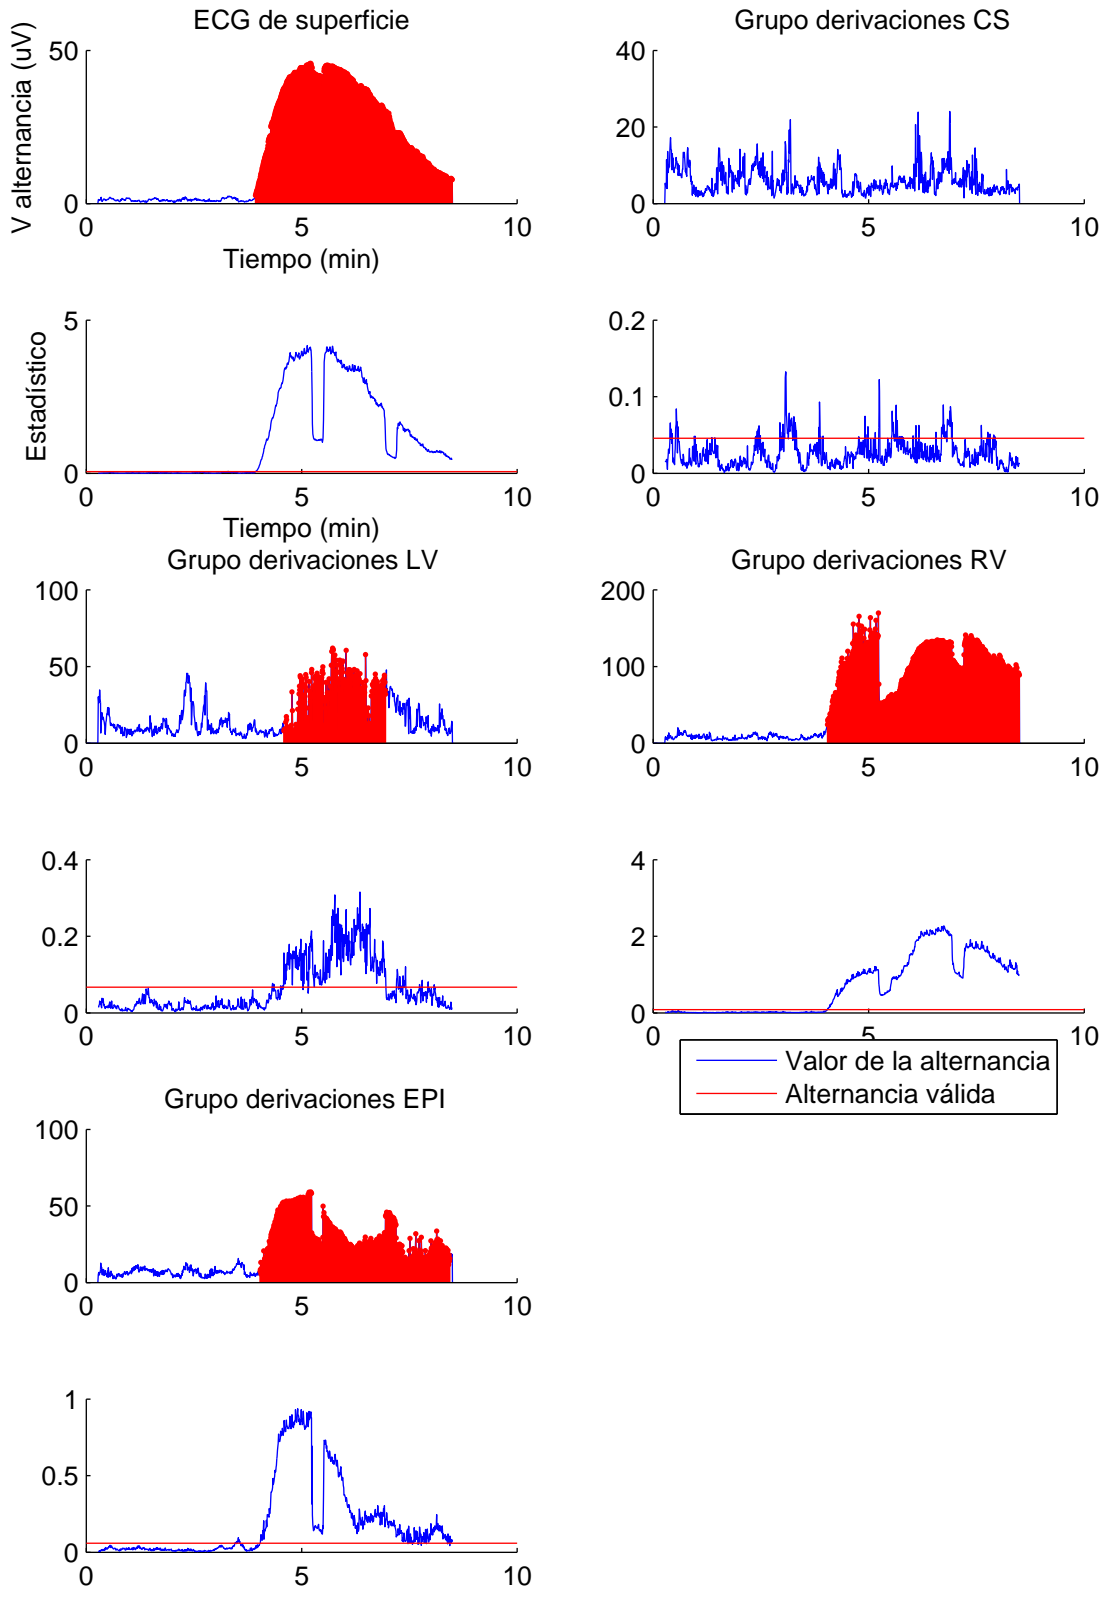 ECG de superficie
V alternancia (uV)
50
0
0 5 10
Tiempo (min)
Grupo derivaciones CS
40
20
0
0 5 10
Estadístico
5
0
0 5 10
Tiempo (min)
0.2
0.1
0
0 5 10
Grupo derivaciones LV
100
50
0
0 5 10
Grupo derivaciones RV
200
100
0
0 5 10
0.4
0.2
0
0 5 10
4
2
0
0 5 10
Valor de la alternancia
Alternancia válida
Grupo derivaciones EPI
100
50
0
0 5 10
1
0.5
0
0 5 10